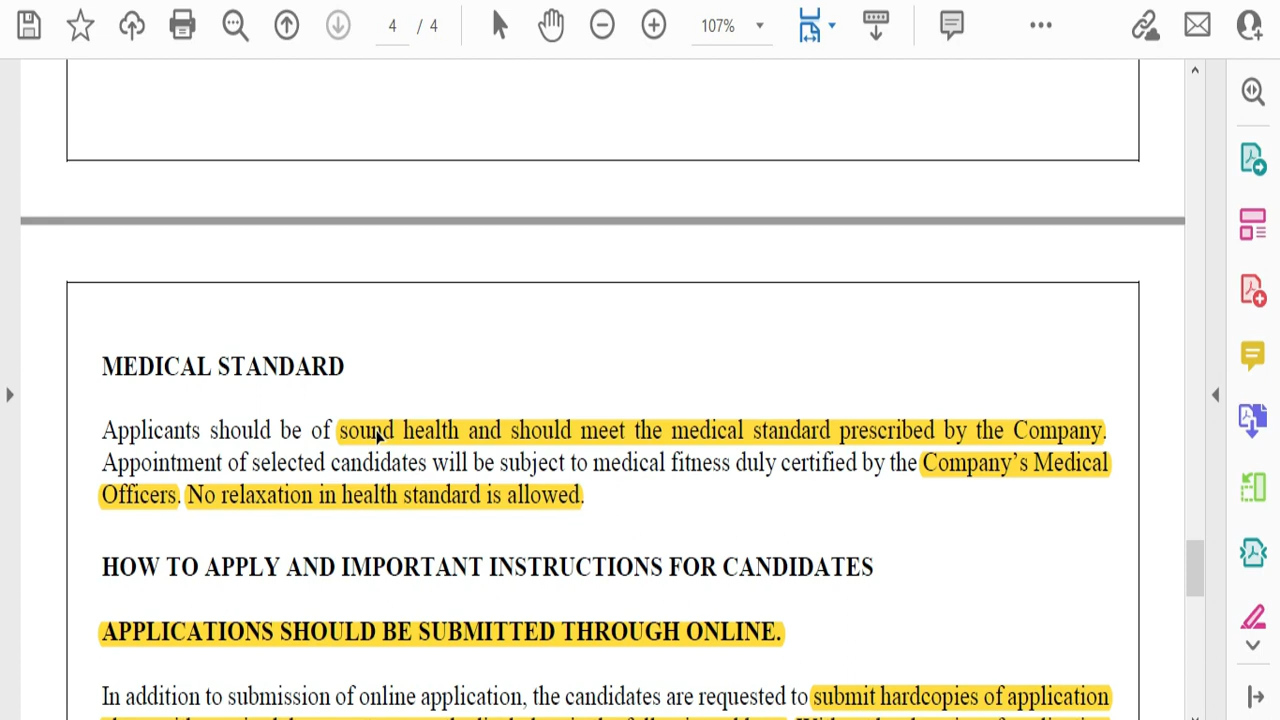 4 / 4 107%
MEDICAL STANDARD
Applicants should be of sound health and should meet the medical standard prescribed by the Company.
Appointment of selected candidates will be subject to medical fitness duly certified by the Company’s Medical
Officers. No relaxation in health standard is allowed.
HOW TO APPLY AND IMPORTANT INSTRUCTIONS FOR CANDIDATES
APPLICATIONS SHOULD BE SUBMITTED THROUGH ONLINE.
In addition to submission of online application, the candidates are requested to submit hardcopies of application